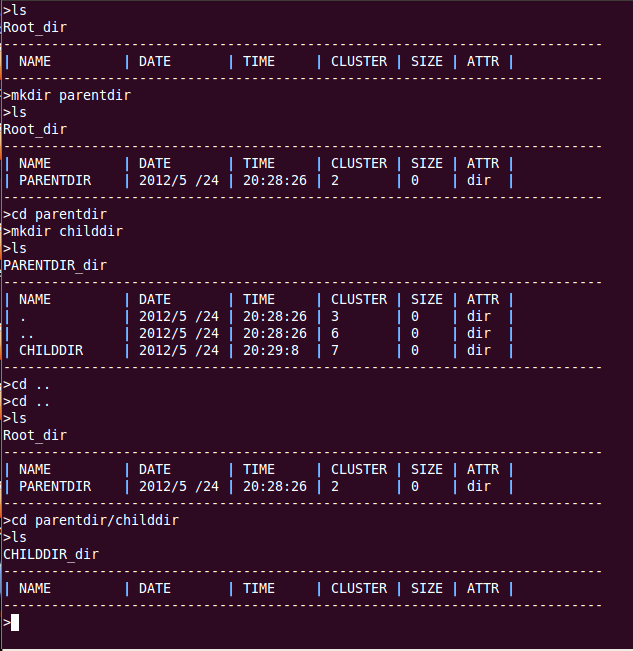 >ls
Root_dir
---------------------------------------------------------------------------
| NAME         | DATE       | TIME     | CLUSTER | SIZE | ATTR |
---------------------------------------------------------------------------
>mkdir parentdir
>ls
Root_dir
---------------------------------------------------------------------------
| NAME         | DATE       | TIME     | CLUSTER | SIZE | ATTR |
| PARENTDIR    | 2012/5 /24 | 20:28:26 | 2       | 0    | dir  |
---------------------------------------------------------------------------
>cd parentdir
>mkdir childdir
>ls
PARENTDIR_dir
---------------------------------------------------------------------------
| NAME         | DATE       | TIME     | CLUSTER | SIZE | ATTR |
| .            | 2012/5 /24 | 20:28:26 | 3       | 0    | dir  |
| ..           | 2012/5 /24 | 20:28:26 | 6       | 0    | dir  |
| CHILDDIR     | 2012/5 /24 | 20:29:8  | 7       | 0    | dir  |
---------------------------------------------------------------------------
>cd ..
>cd ..
>ls
Root_dir
---------------------------------------------------------------------------
| NAME         | DATE       | TIME     | CLUSTER | SIZE | ATTR |
| PARENTDIR    | 2012/5 /24 | 20:28:26 | 2       | 0    | dir  |
---------------------------------------------------------------------------
>cd parentdir/childdir
>ls
CHILDDIR_dir
---------------------------------------------------------------------------
| NAME         | DATE       | TIME     | CLUSTER | SIZE | ATTR |
---------------------------------------------------------------------------
>